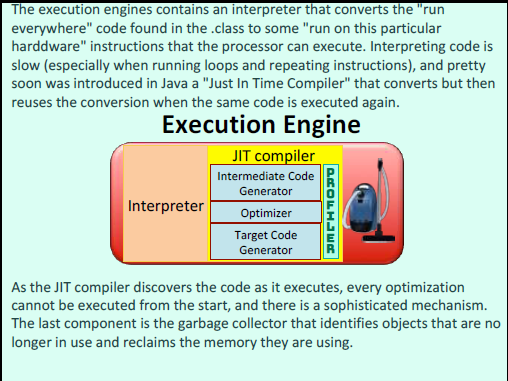 The execution engines contains an interpreter that converts the "run
everywhere" code found in the .class to some "run on this particular
harddware" instructions that the processor can execute. Interpreting code is
slow (especially when running loops and repeating instructions), and pretty
soon was introduced in Java a "Just In Time Compiler" that converts but then
reuses the conversion when the same code is executed again.
Execution Engine
JIT compiler
Interpreter
Intermediate Code
Generator
Optimizer
Target Code
Generator
PROFILER
As the JIT compiler discovers the code as it executes, every optimization
cannot be executed from the start, and there is a sophisticated mechanism.
The last component is the garbage collector that identifies objects that are no
longer in use and reclaims the memory they are using.